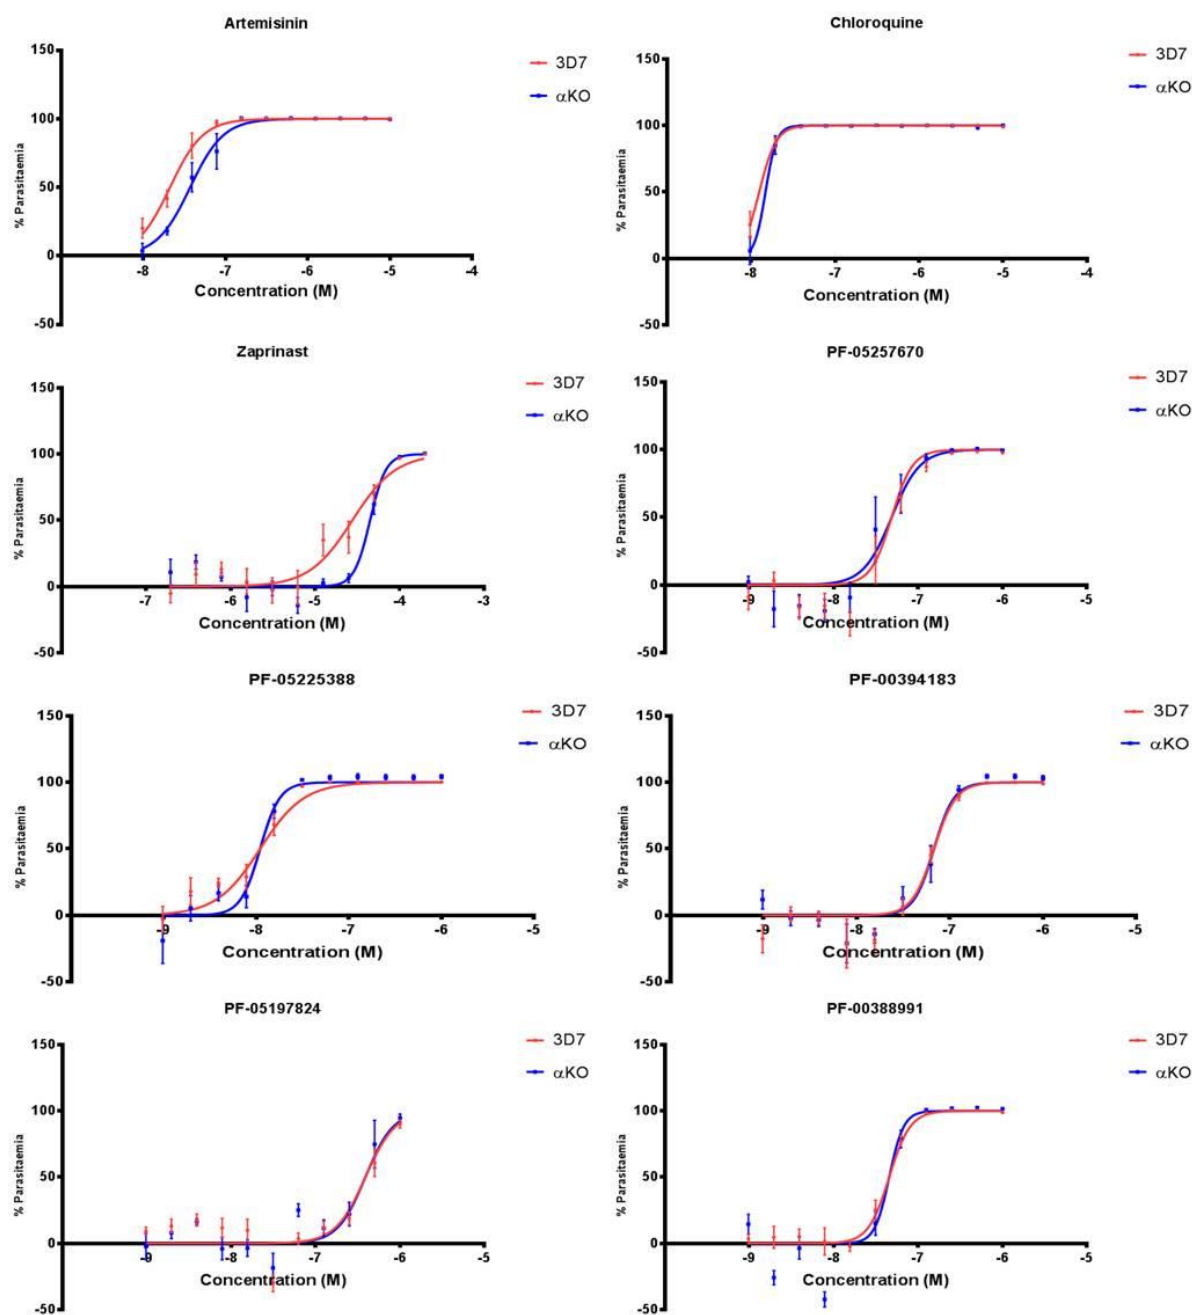 Artemisinin
150
100
50
0
-50
% Parasitaemia
-8 -7 -6 -5 -4
Concentration (M)
3D7
αKO
Chloroquine
150
100
50
0
-50
% Parasitaemia
-8 -7 -6 -5 -4
Concentration (M)
3D7
αKO
Zaprinast
150
100
50
0
-50
% Parasitaemia
-7 -6 -5 -4 -3
Concentration (M)
3D7
αKO
PF-05257670
150
100
50
0
-50
% Parasitaemia
-9 -8 -7 -6 -5
Concentration (M)
3D7
αKO
PF-05225388
150
100
50
0
-50
% Parasitaemia
-9 -8 -7 -6 -5
Concentration (M)
3D7
αKO
PF-00394183
150
100
50
0
-50
% Parasitaemia
-9 -8 -7 -6 -5
Concentration (M)
3D7
αKO
PF-05197824
150
100
50
0
-50
% Parasitaemia
-9 -8 -7 -6 -5
Concentration (M)
3D7
αKO
PF-00388991
150
100
50
0
-50
% Parasitaemia
-9 -8 -7 -6 -5
Concentration (M)
3D7
αKO